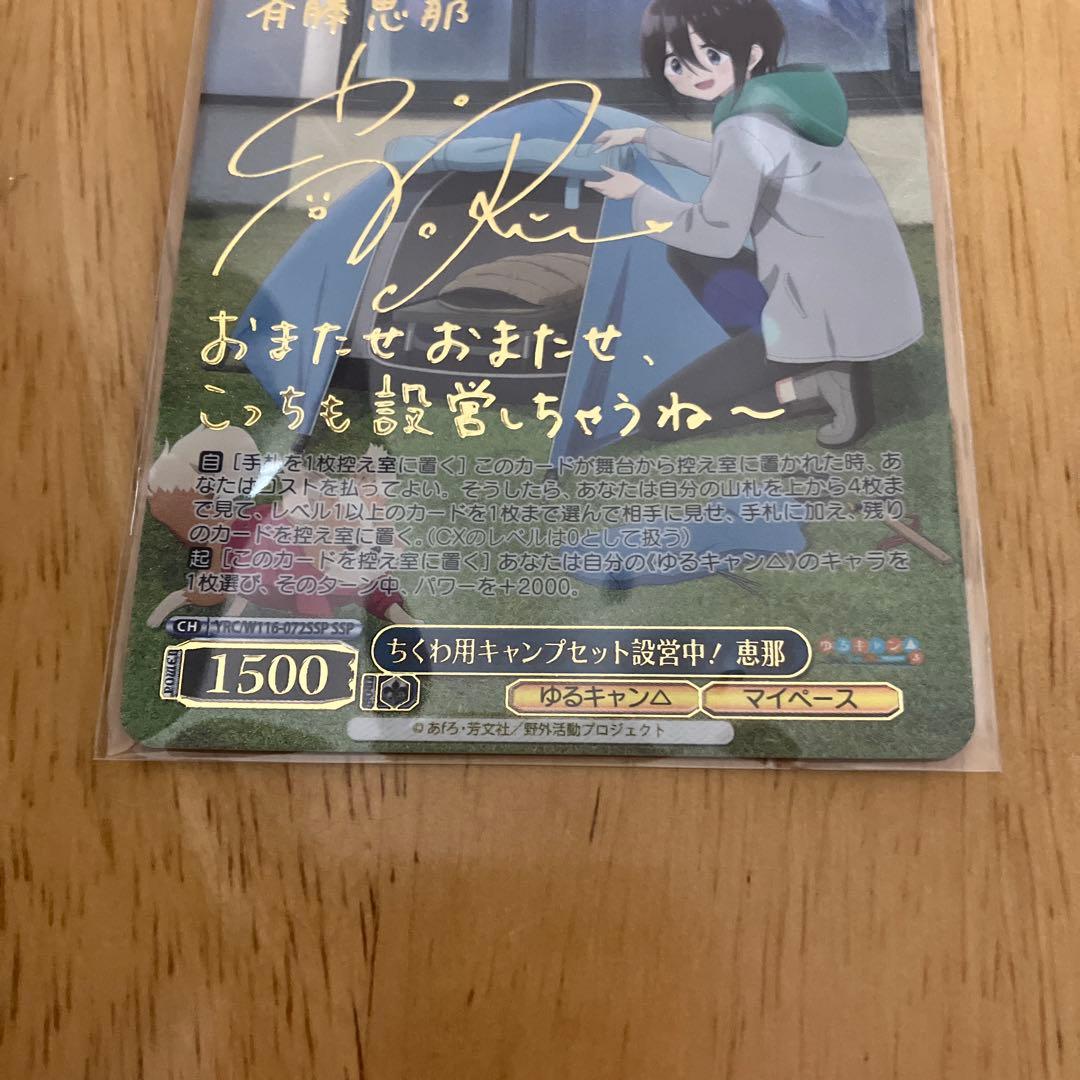 斉藤恵那
おまたせおまたせ、
こっちも設営しちゃうね～
自 [手札を1枚控え室に置く] このカードが舞台から控え室に置かれた時、あ
なたはコストを払ってよい。そうしたら、あなたは自分の山札を上から4枚ま
で見て、レベル1以上のカードを1枚まで選んで相手に見せ、手札に加え、残り
のカードを控え室に置く。(CXのレベルは0として扱う)
起 [このカードを控え室に置く] あなたは自分の《ゆるキャン△》のキャラを
1枚選び、そのターン中、パワーを+2000。
CH YRC/W116-072SSP SSP
POWER 1500 ちくわ用キャンプセット設営中! 恵那 ゆるキャン△
ゆるキャン△ マイペース
©あfろ・芳文社/野外活動プロジェクト